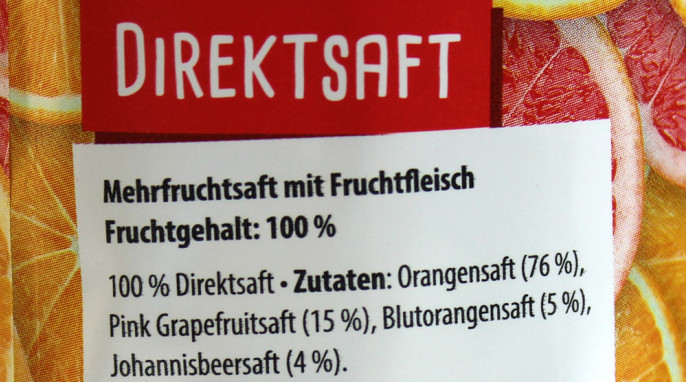 DIREKTSAFT
Mehrfruchtsaft mit Fruchtfleisch
Fruchtgehalt: 100 %
100 % Direktsaft • Zutaten: Orangensaft (76 %),
Pink Grapefruitsaft (15 %), Blutorangensaft (5 %),
Johannisbeersaft (4 %).